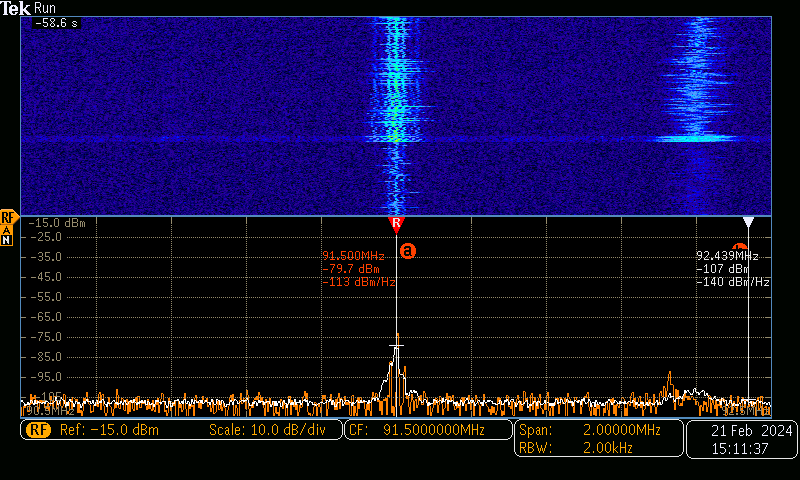 Tek Run
-58.6 s
RF
A
N
-15.0 dBm
R
-25.0
a
-35.0
91.500MHz
92.439MHz
-79.7 dBm
-107 dBm
-113 dBm/Hz
-140 dBm/Hz
-45.0
-55.0
-65.0
-75.0
-85.0
-95.0
RF Ref: -15.0 dBm Scale: 10.0 dB/div
CF: 91.5000000MHz
Span: 2.00000MHz
RBW: 2.00kHz
21 Feb 2024
15:11:37